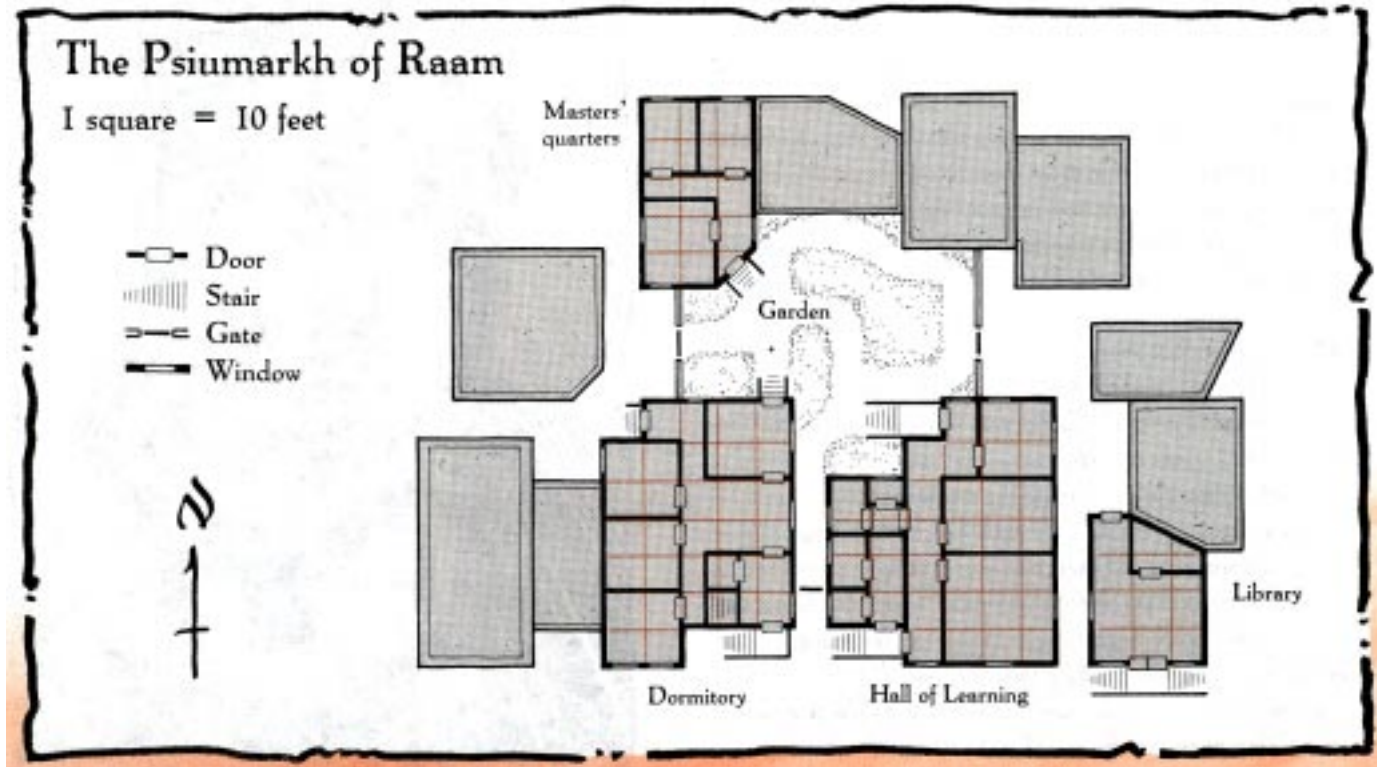 The Psiumarkh of Raam
1 square = 10 feet
Masters'
quarters
Door
Stair
Gate
Window
Garden
N
Library
Dormitory
Hall of Learning